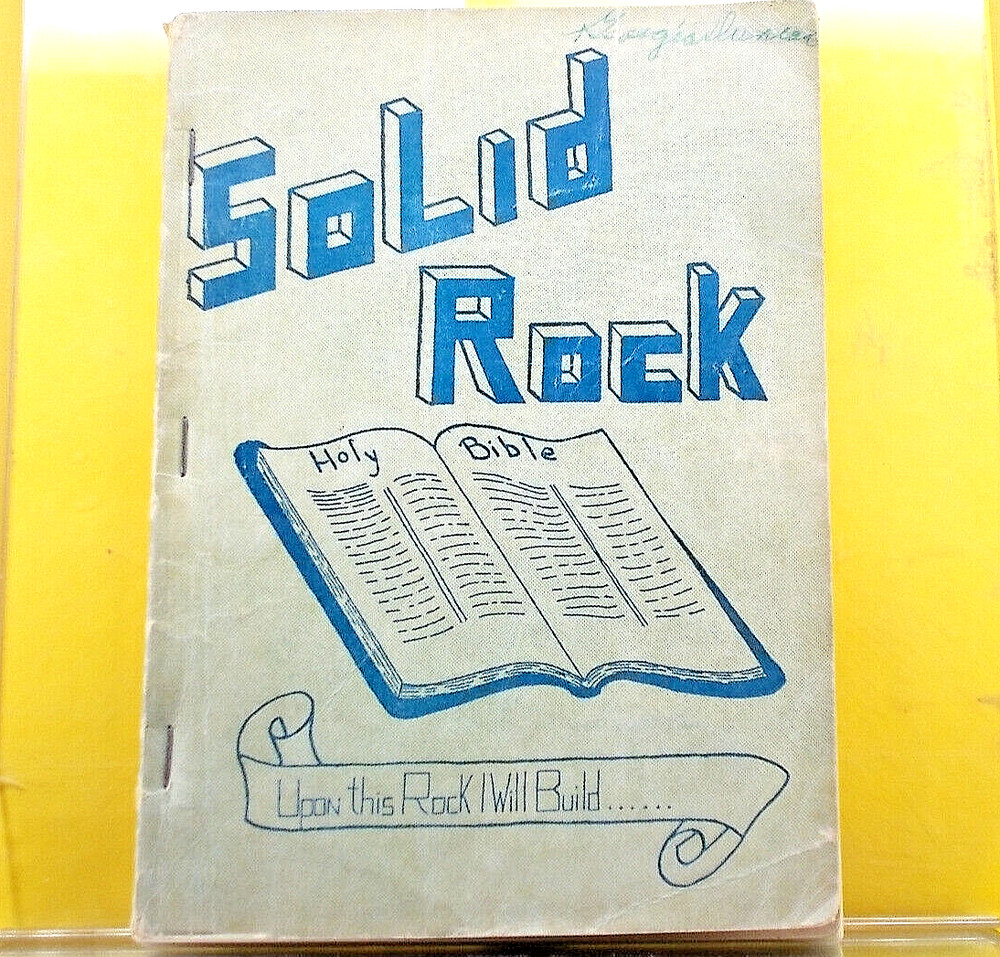 SoLid
Rock
Holy Bible
Upon this Rock I Will Build......